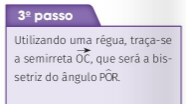 3º passo
Utilizando uma régua, traça-se
a semirreta OC, que será a bis-
setriz do ângulo PÔR.